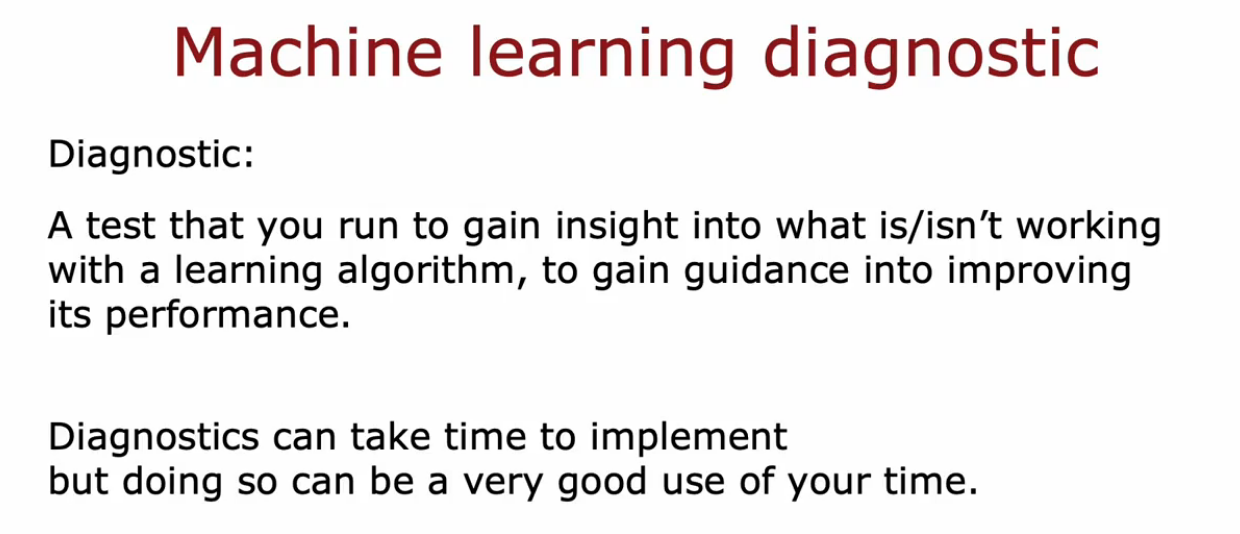 Machine learning diagnostic
Diagnostic:
A test that you run to gain insight into what is/isn’t working
with a learning algorithm, to gain guidance into improving
its performance.
Diagnostics can take time to implement
but doing so can be a very good use of your time.